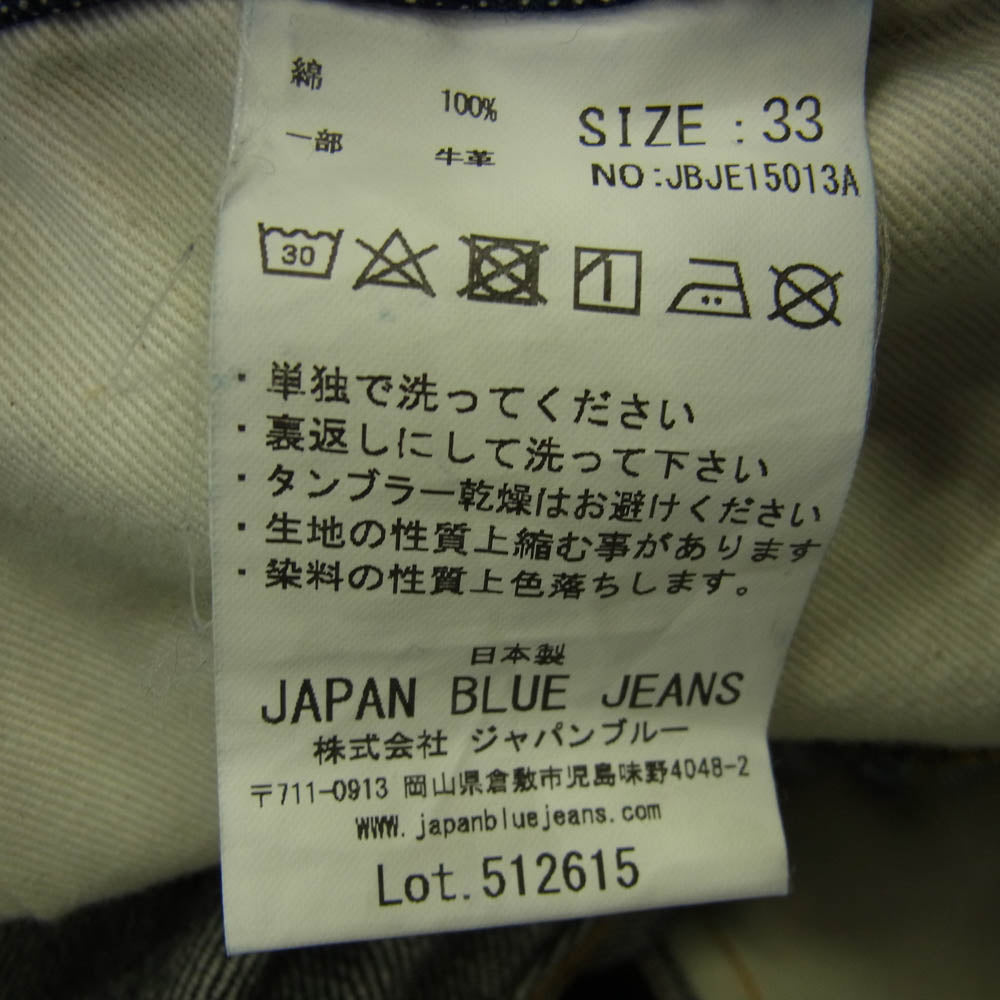 綿 100%
一部 牛革
SIZE : 33
NO:JBJE15013A
30
・単独で洗ってください
・裏返しにして洗って下さい
・タンブラー乾燥はお避けください
・生地の性質上縮む事があります
・染料の性質上色落ちします。
日本製
JAPAN BLUE JEANS
株式会社 ジャパンブルー
〒711-0913 岡山県倉敷市児島味野4048-2
www.japanbluejeans.com
Lot.512615